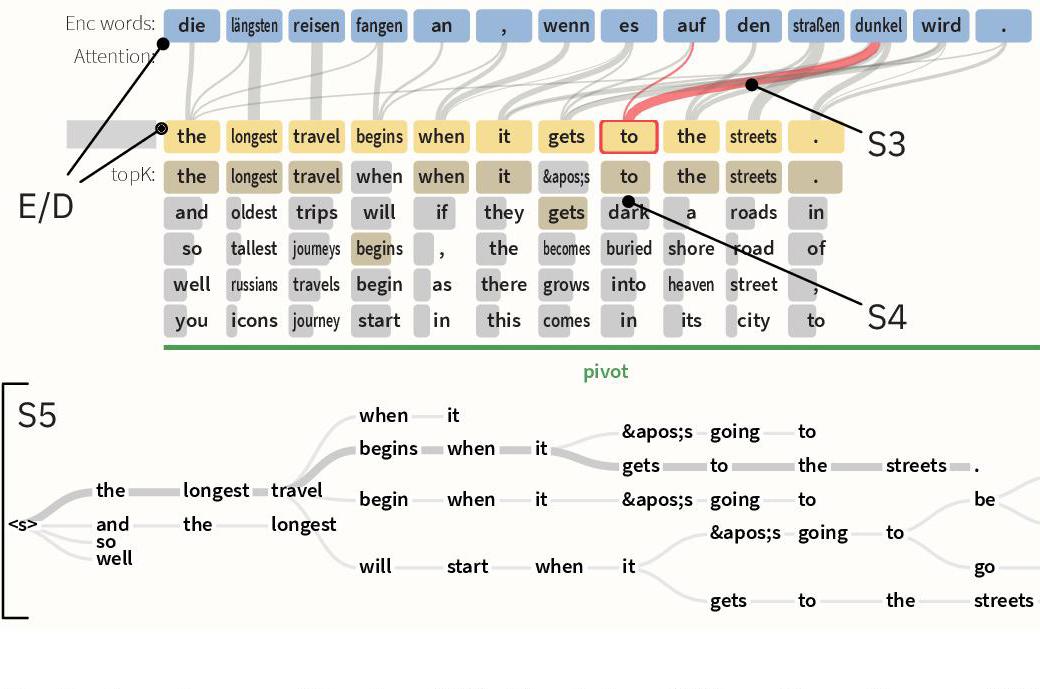 Enc words: die längsten reisen fangen an , wenn es auf den straßen dunkel wird .
Attention:
S3
the longest travel begins when it gets to the streets .
topK: the longest travel when when it &apos;s to the streets .
E/D
and oldest trips will if they gets dark a roads in
so tallest journeys begins , the becomes buried shore road of
well russians travels begin as there grows into heaven street ,
S4
you icons journey start in this comes in its city to
pivot
S5
when it
&apos;s going to
begins when it
gets to the streets .
the longest travel
begin when it &apos;s going to be
<s> and the longest
so
&apos;s going to
well
will start when it go
gets to the streets